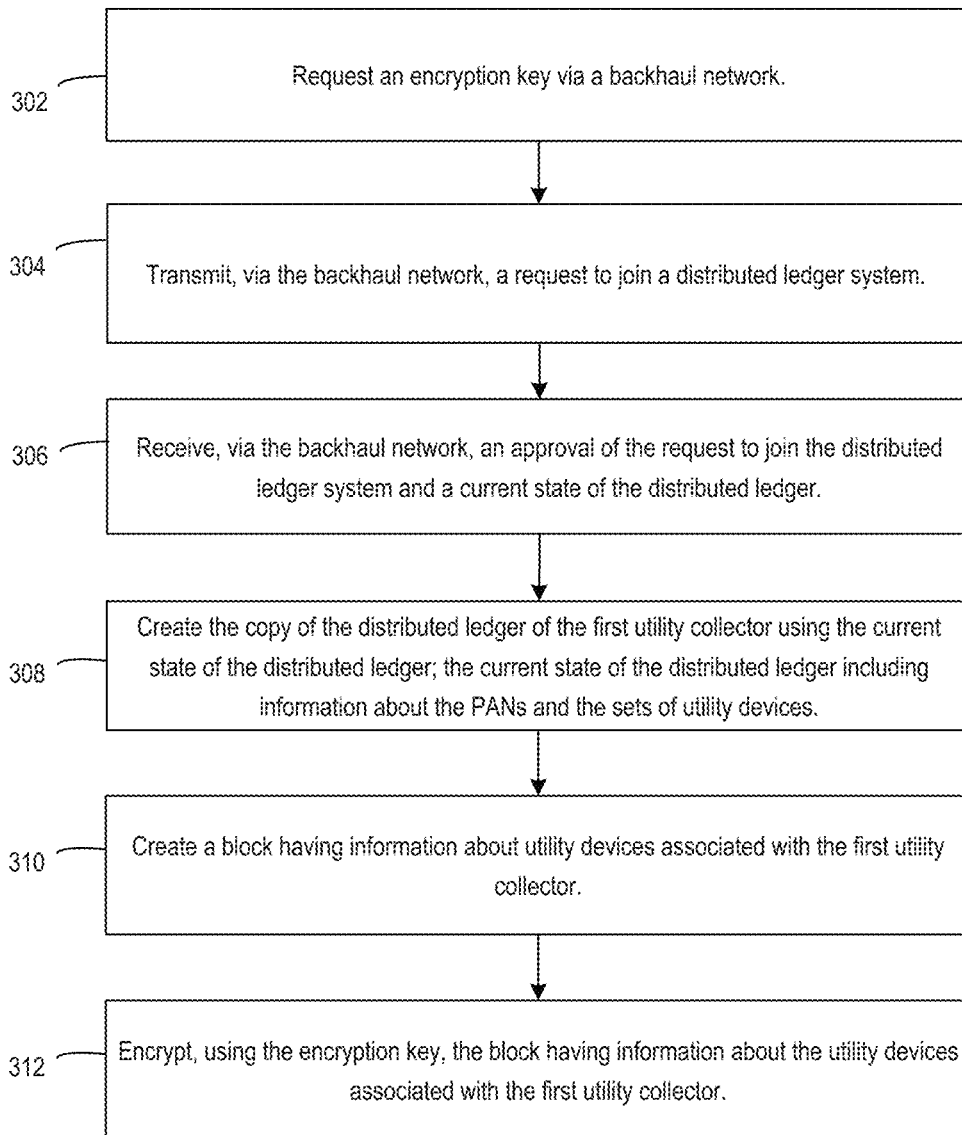 302
Request an encryption key via a backhaul network.
304
Transmit, via the backhaul network, a request to join a distributed ledger system.
306
Receive, via the backhaul network, an approval of the request to join the distributed
ledger system and a current state of the distributed ledger.
308
Create the copy of the distributed ledger of the first utility collector using the current
state of the distributed ledger; the current state of the distributed ledger including
information about the PANs and the sets of utility devices.
310
Create a block having information about utility devices associated with the first utility
collector.
312
Encrypt, using the encryption key, the block having information about the utility devices
associated with the first utility collector.